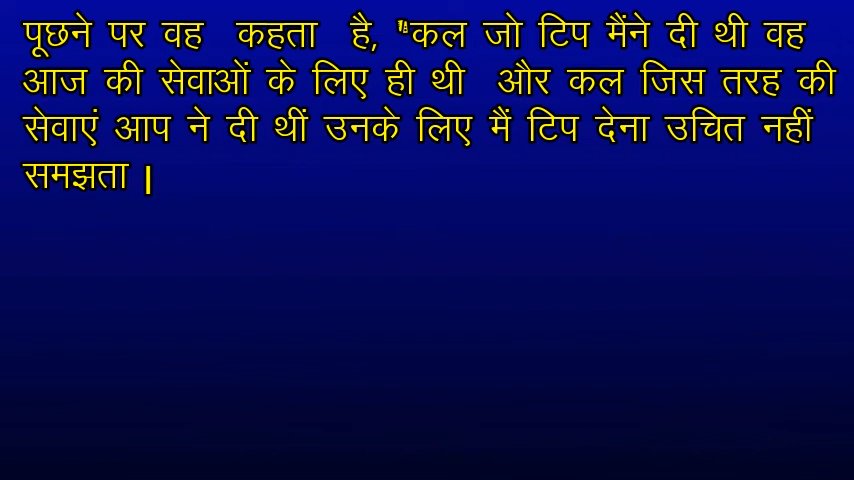 पूछने पर वह कहता है, "कल जो टिप मैंने दी थी वह
आज की सेवाओं के लिए ही थी और कल जिस तरह की
सेवाएं आप ने दी थीं उनके लिए मैं टिप देना उचित नहीं
समझता |